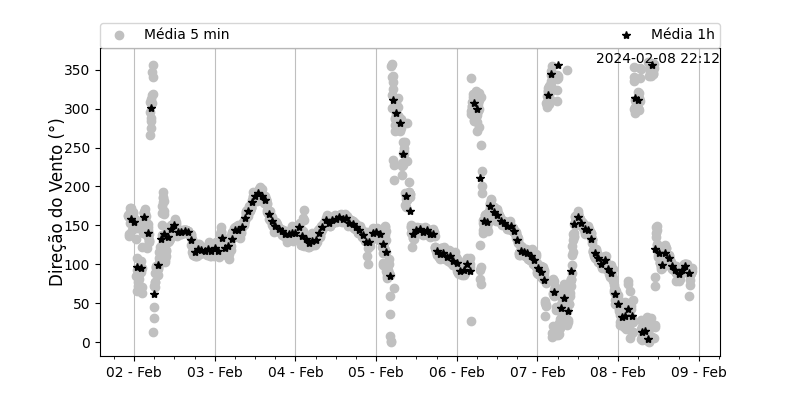 Média 5 min
Média 1h
2024-02-08 22:12
Direção do Vento (°)
350
300
250
200
150
100
50
0
02 - Feb
03 - Feb
04 - Feb
05 - Feb
06 - Feb
07 - Feb
08 - Feb
09 - Feb